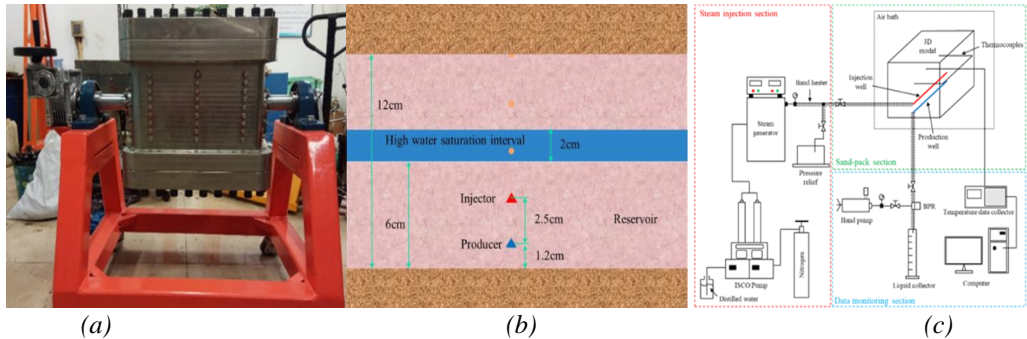 12cm
High water saturation interval
2cm
Injector
2.5cm
Reservoir
6cm
Producer
1.2cm
Steam injection section
Band heater
Steam
generator
Pressure
relief
ISCO Pump
Nitrogen
Distilled water
Air bath
3D
model
Thermocouples
Injection
well
Production
well
Sand-pack section
BPR
Hand pump
Temperature data collector
Liquid collector
Computer
Data monitoring section
(a)
(b)
(c)